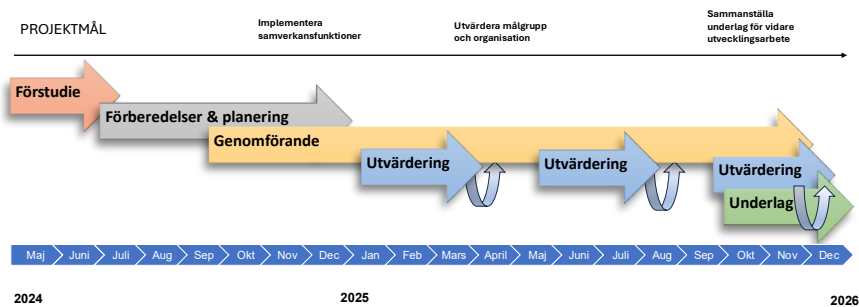 PROJEKTMÅL
Implementera
samverkansfunktioner
Utvärdera målgrupp
och organisation
Sammanställa
underlag för vidare
utvecklingsarbete
Förstudie
Förberedelser & planering
Genomförande
Utvärdering
Utvärdering
Utvärdering
Underlag
Maj Juni Juli Aug Sep Okt Nov Dec Jan Feb Mars April Maj Juni Juli Aug Sep Okt Nov Dec
2024 2025 2026